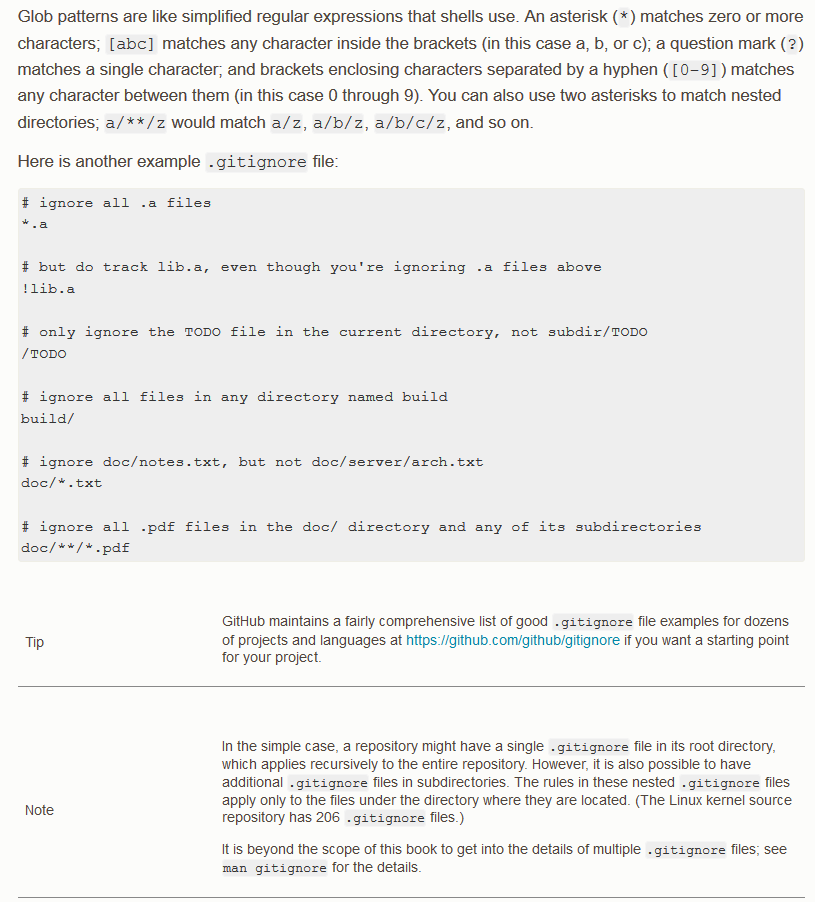 Glob patterns are like simplified regular expressions that shells use. An asterisk (*) matches zero or more
characters; [abc] matches any character inside the brackets (in this case a, b, or c); a question mark (?)
matches a single character; and brackets enclosing characters separated by a hyphen ([0-9]) matches
any character between them (in this case 0 through 9). You can also use two asterisks to match nested
directories; a/**/z would match a/z, a/b/z, a/b/c/z, and so on.
Here is another example .gitignore file:
# ignore all .a files
*.a
# but do track lib.a, even though you're ignoring .a files above
!lib.a
# only ignore the TODO file in the current directory, not subdir/TODO
/TODO
# ignore all files in any directory named build
build/
# ignore doc/notes.txt, but not doc/server/arch.txt
doc/*.txt
# ignore all .pdf files in the doc/ directory and any of its subdirectories
doc/**/*.pdf
Tip
GitHub maintains a fairly comprehensive list of good .gitignore file examples for dozens
of projects and languages at https://github.com/github/gitignore if you want a starting point
for your project.
Note
In the simple case, a repository might have a single .gitignore file in its root directory,
which applies recursively to the entire repository. However, it is also possible to have
additional .gitignore files in subdirectories. The rules in these nested .gitignore files
apply only to the files under the directory where they are located. (The Linux kernel source
repository has 206 .gitignore files.)
It is beyond the scope of this book to get into the details of multiple .gitignore files; see
man gitignore for the details.